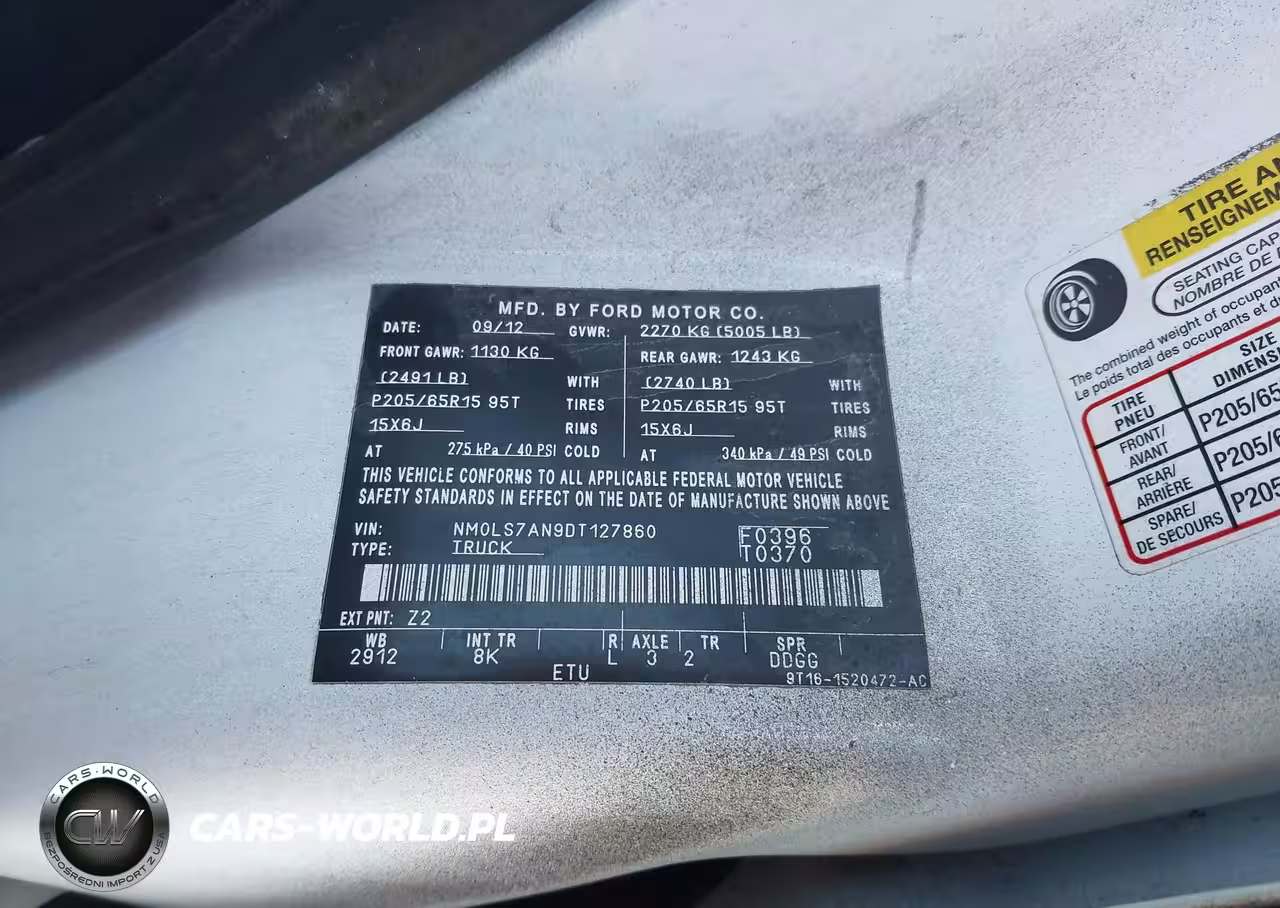 MFD. BY FORD MOTOR CO.
DATE: 09/12 GVWR: 2270 KG (5005 LB)
FRONT GAWR: 1130 KG REAR GAWR: 1243 KG
(2491 LB) WITH (2740 LB) WITH
P205/65R15 95T TIRES P205/65R15 95T TIRES
15X6J RIMS 15X6J RIMS
AT 275 kPa / 40 PSI COLD AT 340 kPa / 49 PSI COLD
THIS VEHICLE CONFORMS TO ALL APPLICABLE FEDERAL MOTOR VEHICLE
SAFETY STANDARDS IN EFFECT ON THE DATE OF MANUFACTURE SHOWN ABOVE
VIN: NM0LS7AN9DT127860 F0396
TYPE: TRUCK T0370
EXT PNT: Z2
WB INT TR R AXLE TR SPR
2912 8K L 3 2 DDGG
ETU 9T16-1520472-AC
TIRE A
RENSEIGNEM
SEATING CAP
NOMBRE DE
The combined weight of occupant
Le poids total des occupants et d
TIRE SIZE
PNEU DIMENSI
FRONT/
AVANT P205/65
REAR/
ARRIÈRE P205/6
SPARE/
DE SECOURS P205
CARS-WORLD
CW
BEZPOŚREDNI IMPORT Z USA
CARS-WORLD.PL